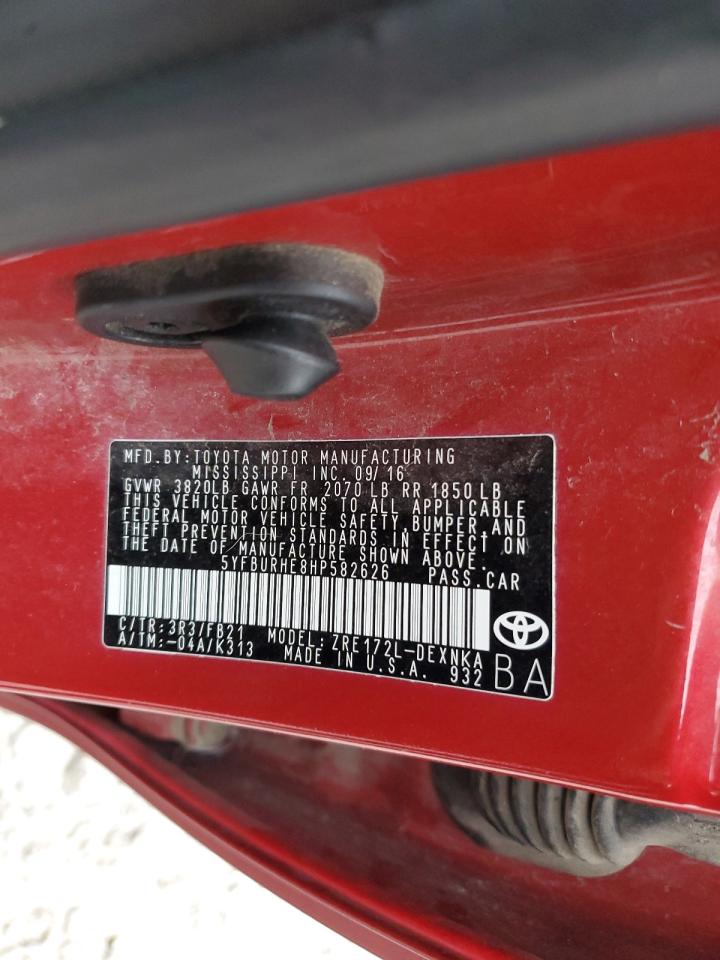 MFD. BY: TOYOTA MOTOR MANUFACTURING
MISSISSIPPI INC. 09/16
GVWR 3820LB GAWR FR 2070 LB RR 1850 LB
THIS VEHICLE CONFORMS TO ALL APPLICABLE
FEDERAL MOTOR VEHICLE SAFETY, BUMPER, AND
THEFT PREVENTION STANDARDS IN EFFECT ON
THE DATE OF MANUFACTURE SHOWN ABOVE.
5YFBURHE8HP582626 PASS. CAR
C/TR: 3R3/FB21 MODEL: ZRE172L-DEXNKA
A/TM: -04A/K313 MADE IN U.S.A. 932 BA